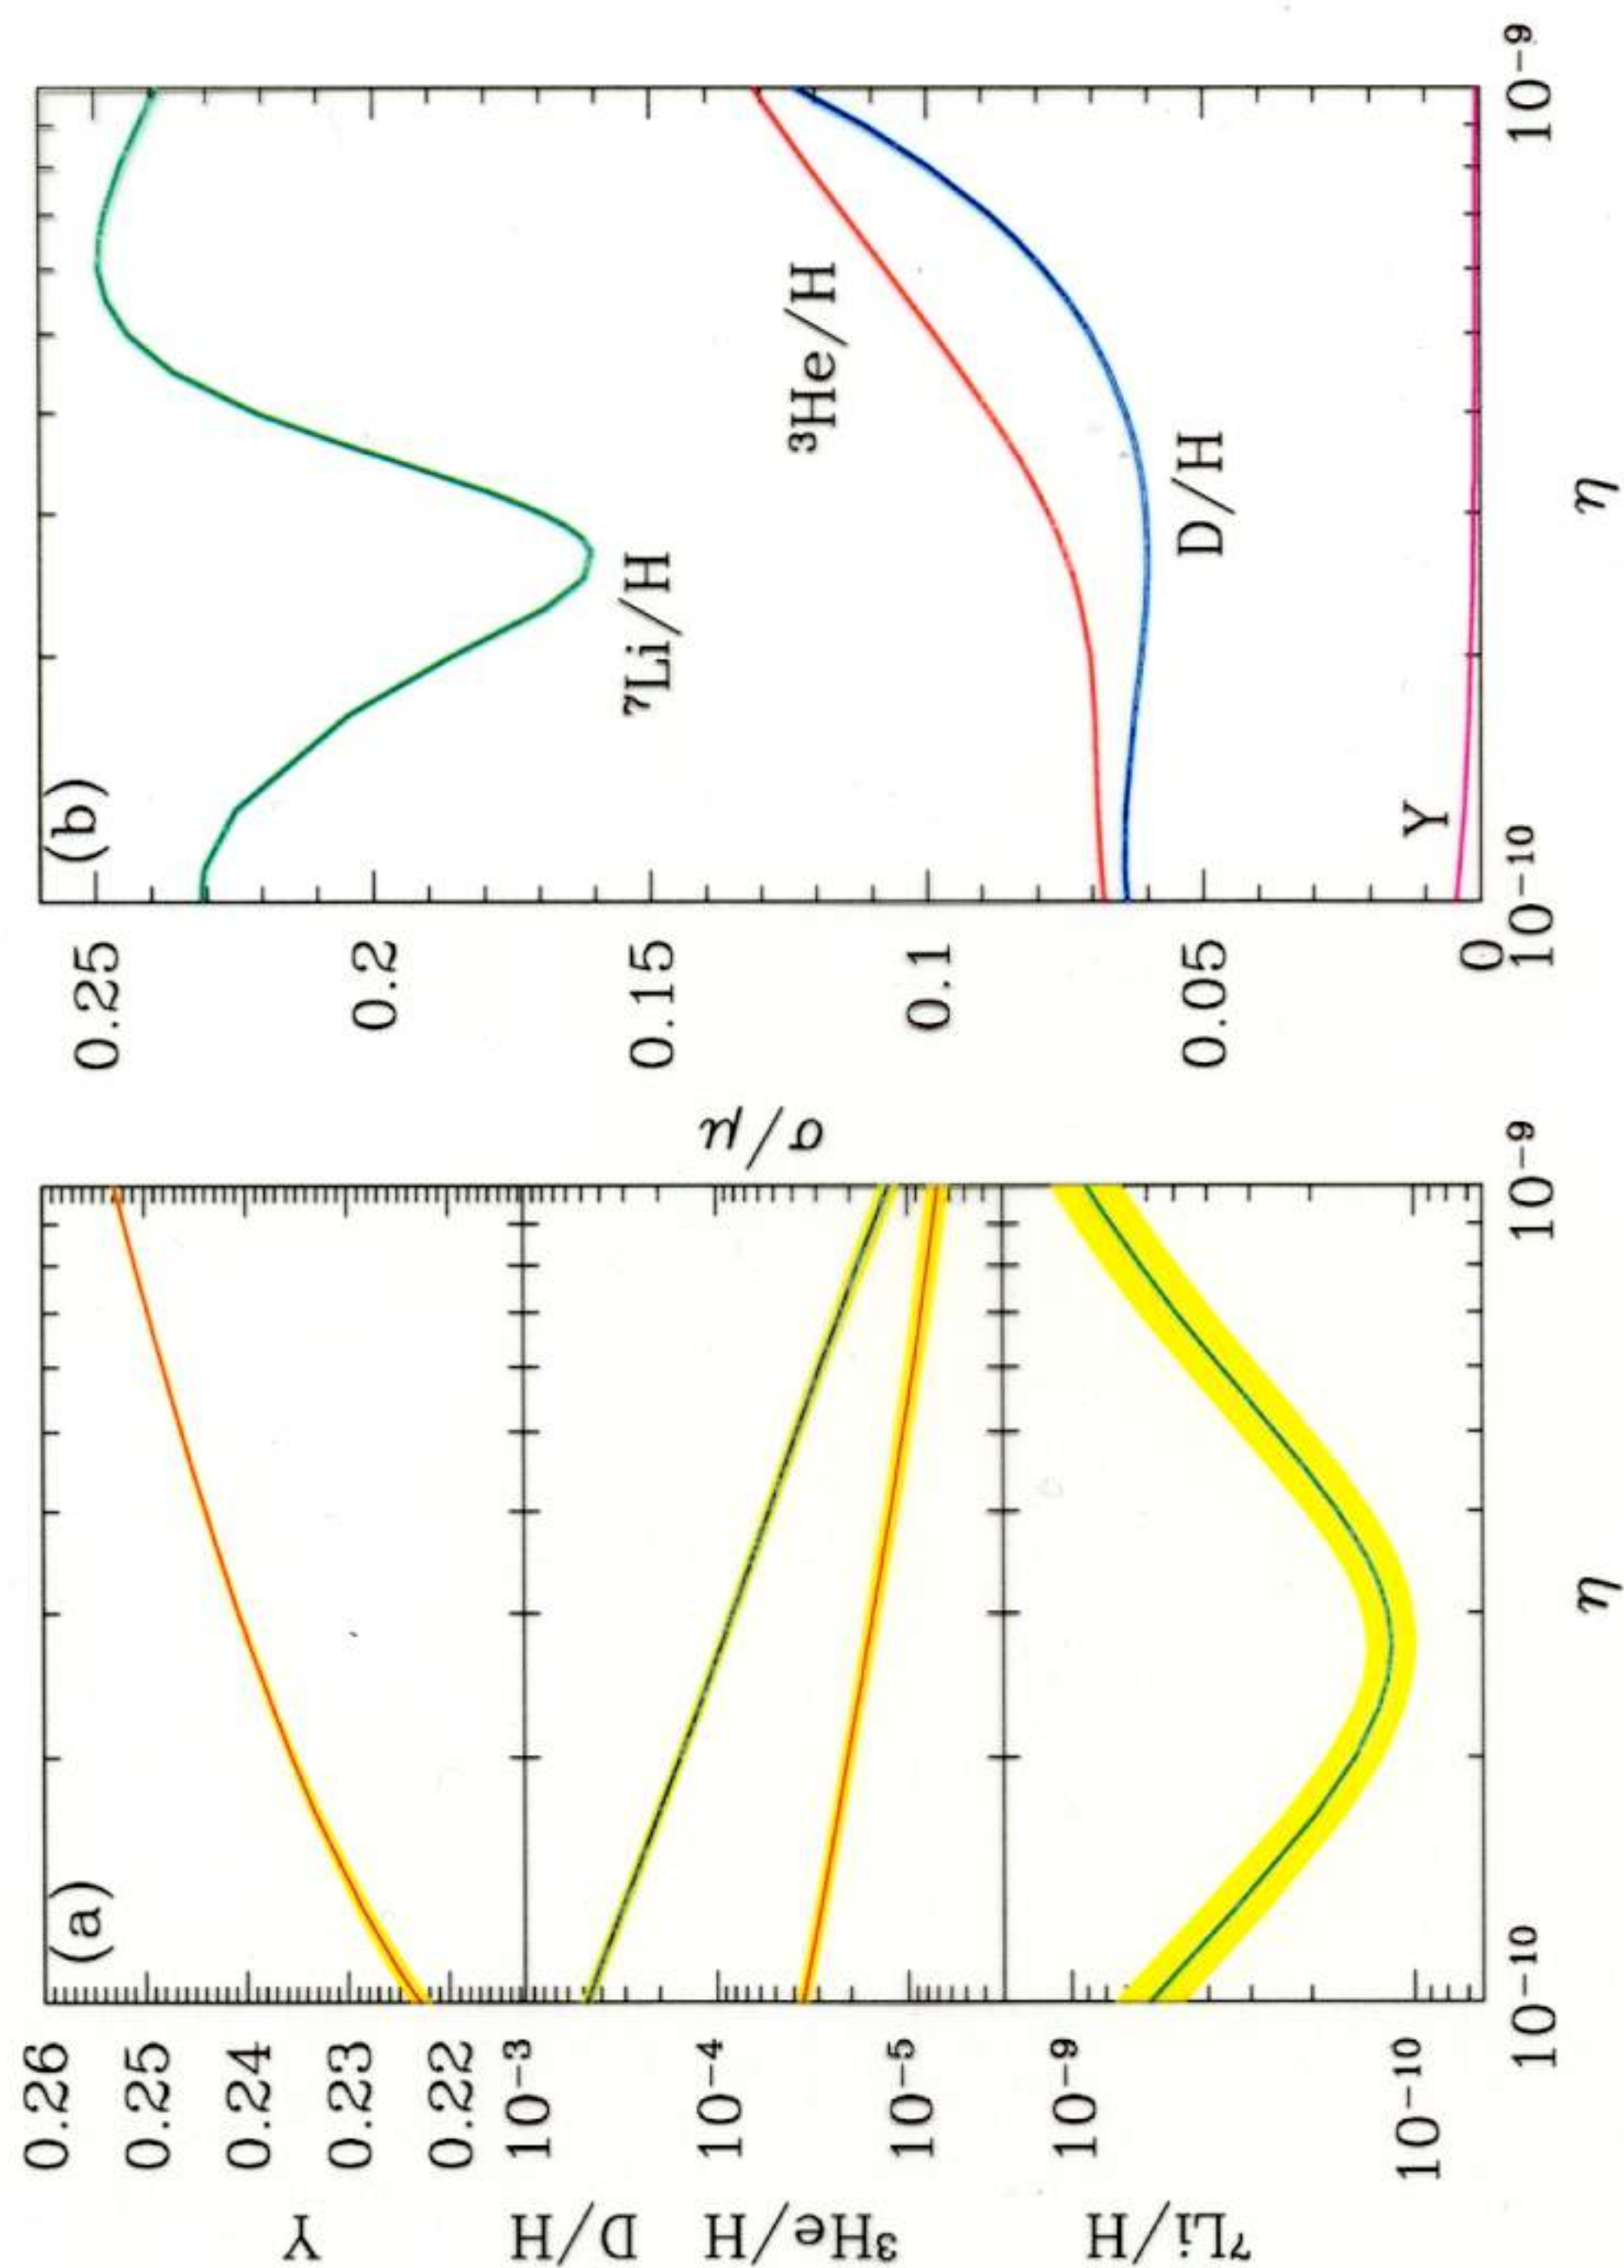 (a)
0.26
0.25
0.24
0.23
0.22
10⁻³
10⁻⁴
10⁻⁵
10⁻⁹
10⁻¹⁰
Y
D/H
³He/H
⁷Li/H
10⁻¹⁰
10⁻⁹
η
(b)
0.25
0.2
0.15
0.1
0.05
0
σ/μ
⁷Li/H
³He/H
D/H
Y
10⁻¹⁰
10⁻⁹
η